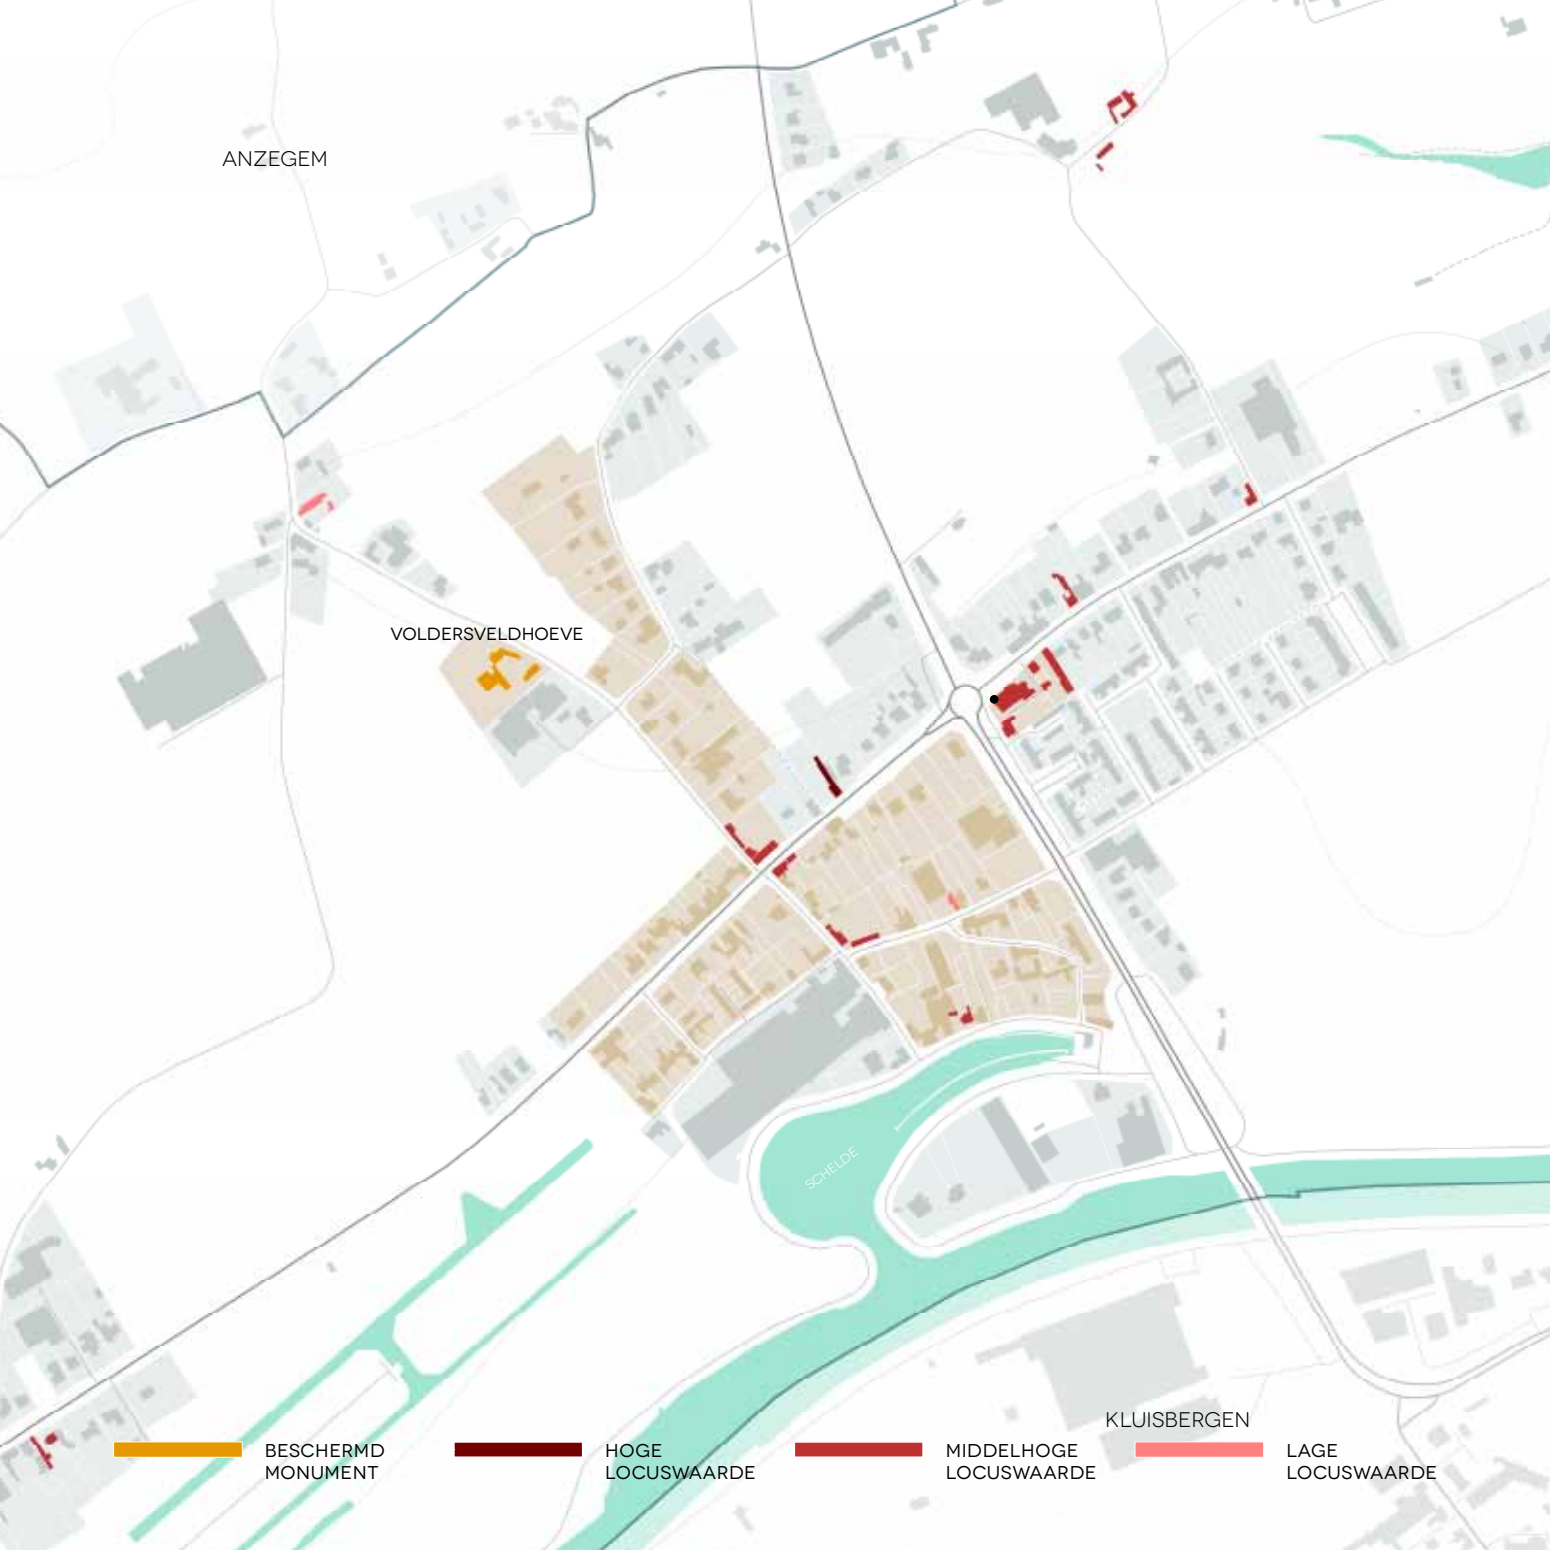 ANZEGEM
VOLDERSVELDHOEVE
SCHELDE
KLUISBERGEN
BESCHERMD
MONUMENT
HOGE
LOCUSWAARDE
MIDDELHOGE
LOCUSWAARDE
LAGE
LOCUSWAARDE